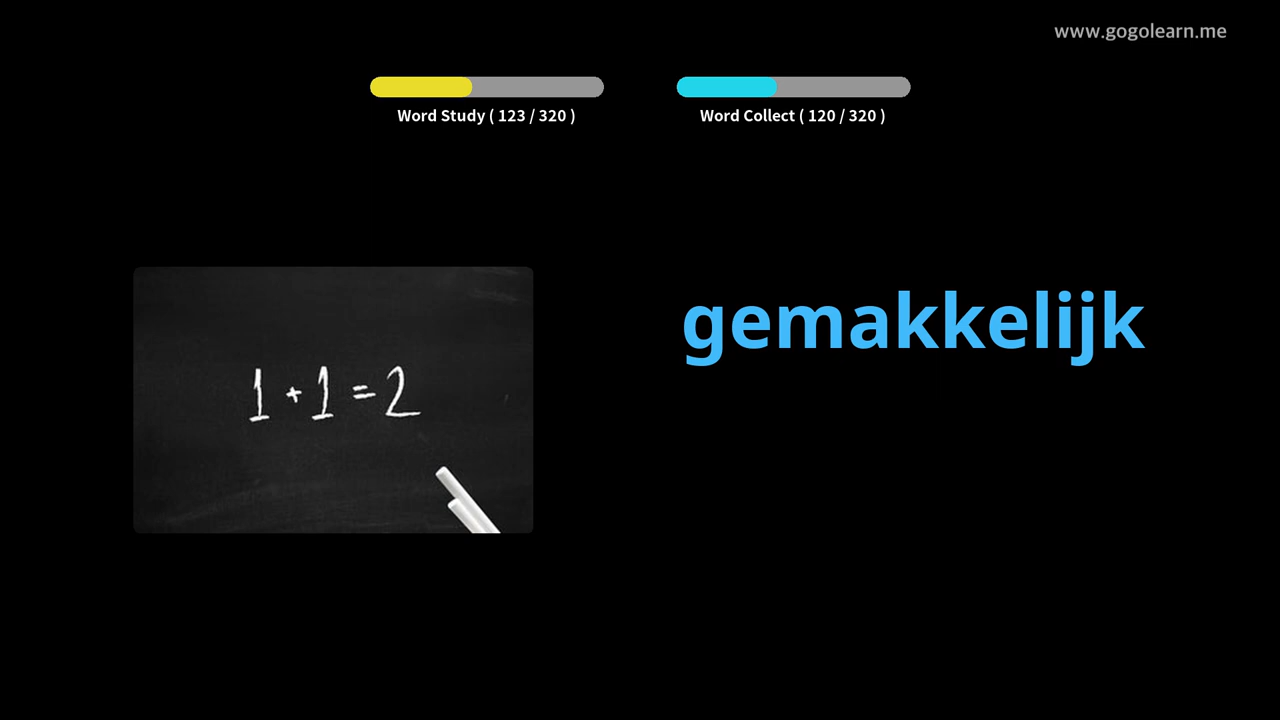 www.gogolearn.me
Word Study ( 123 / 320 )
Word Collect ( 120 / 320 )
gemakkelijk
1 + 1 = 2